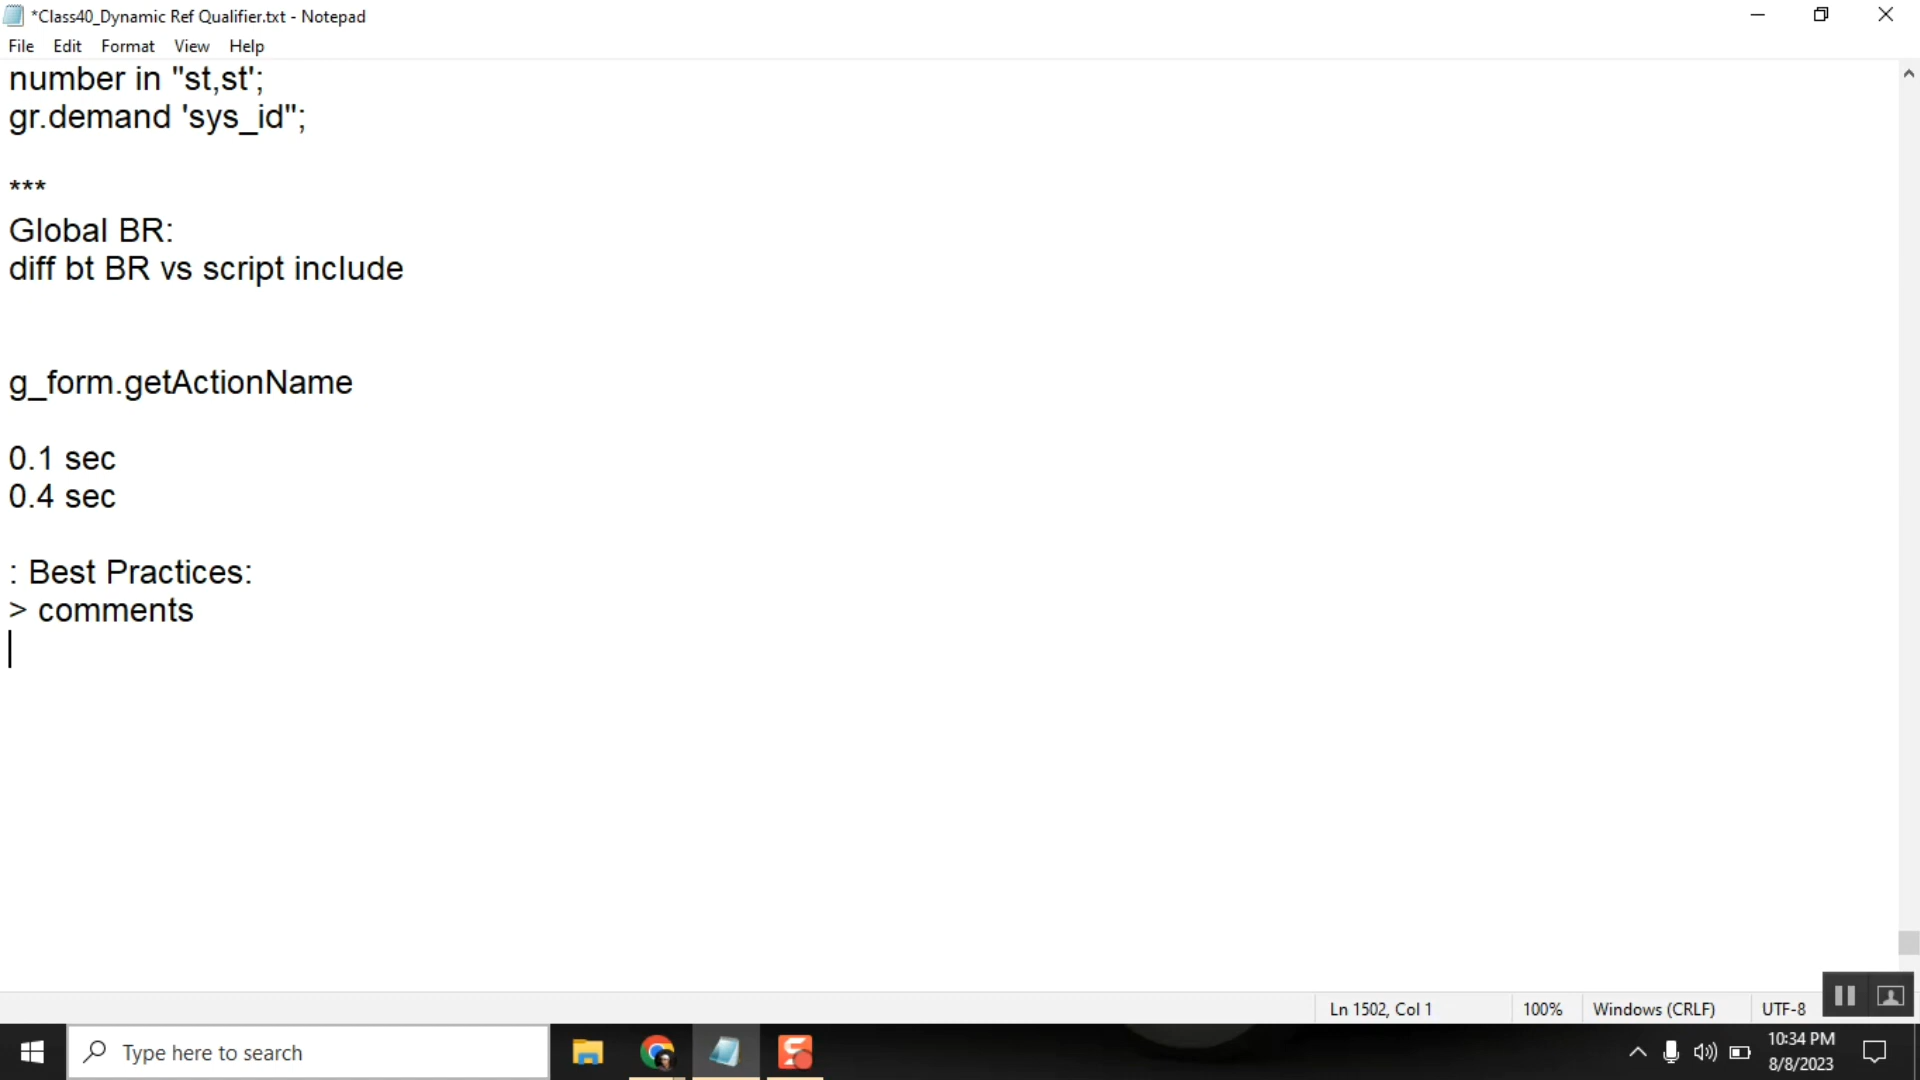 *Class40_Dynamic Ref Qualifier.txt - Notepad
File Edit Format View Help
number in "st,st';
gr.demand 'sys_id";
***
Global BR:
diff bt BR vs script include
g_form.getActionName
0.1 sec
0.4 sec
: Best Practices:
> comments
Ln 1502, Col 1 100% Windows (CRLF) UTF-8
Type here to search
10:34 PM
8/8/2023